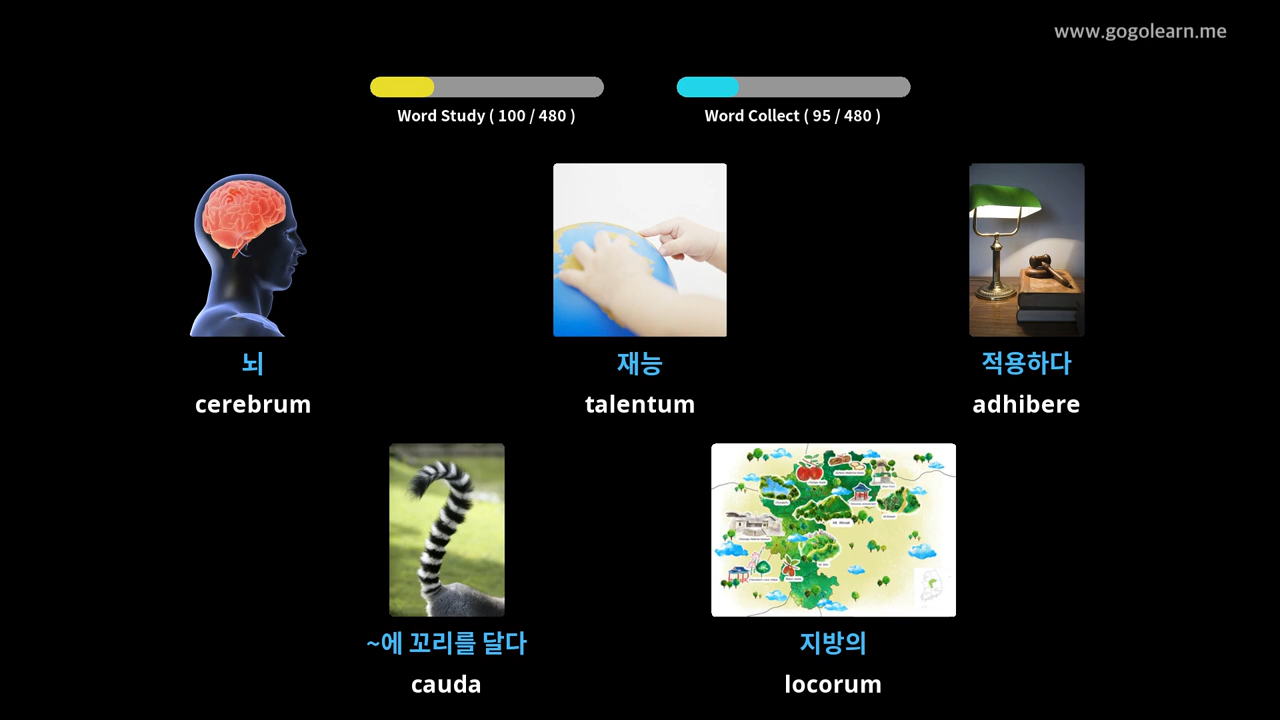 www.gogolearn.me
Word Study ( 100 / 480 )
Word Collect ( 95 / 480 )
뇌
재능
적용하다
cerebrum
talentum
adhibere
~에 꼬리를 달다
지방의
cauda
locorum